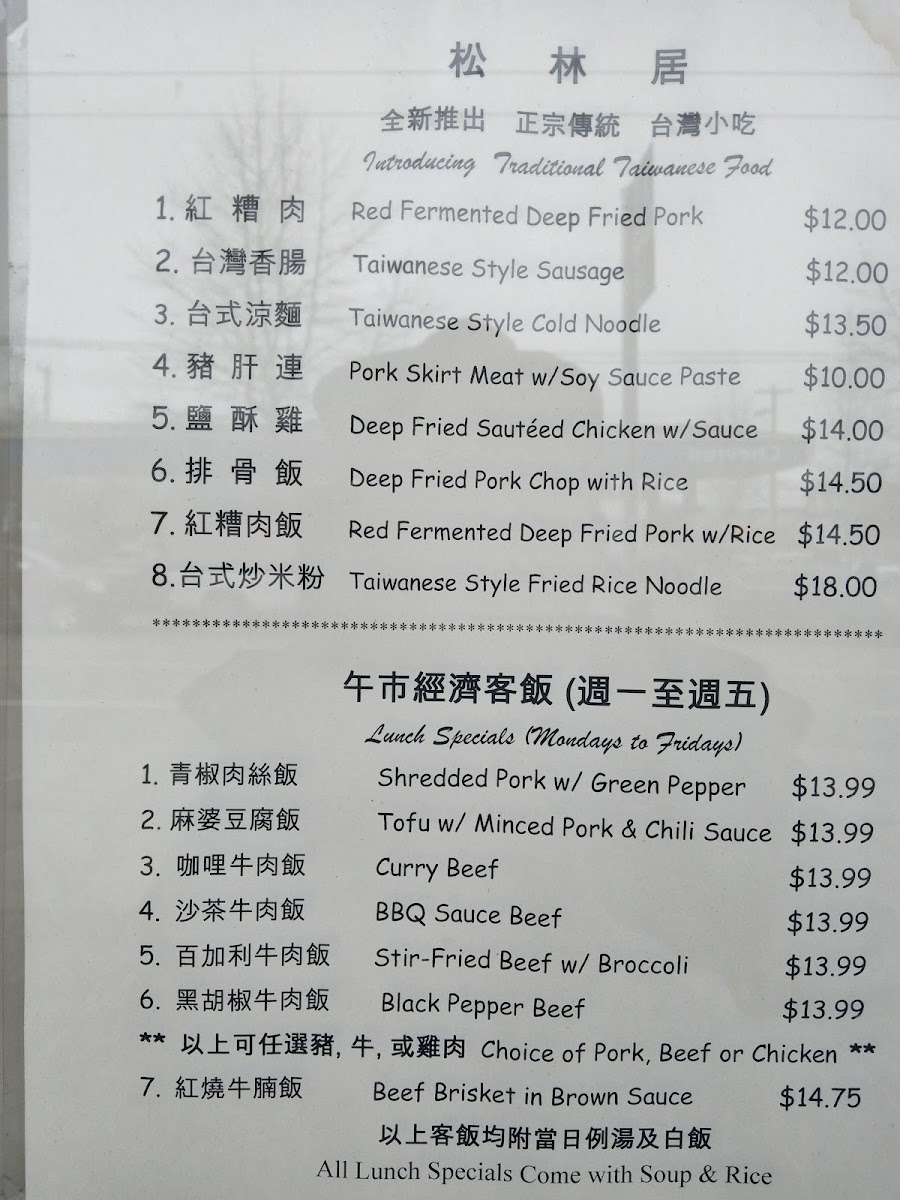 松 林 居
全新推出 正宗傳統 台灣小吃
Introducing Traditional Taiwanese Food
1. 紅 糟 肉 Red Fermented Deep Fried Pork $12.00
2. 台灣香腸 Taiwanese Style Sausage $12.00
3. 台式涼麵 Taiwanese Style Cold Noodle $13.50
4. 豬 肝 連 Pork Skirt Meat w/Soy Sauce Paste $10.00
5. 鹽 酥 雞 Deep Fried Sautéed Chicken w/Sauce $14.00
6. 排 骨 飯 Deep Fried Pork Chop with Rice $14.50
7. 紅糟肉飯 Red Fermented Deep Fried Pork w/Rice $14.50
8.台式炒米粉 Taiwanese Style Fried Rice Noodle $18.00
*************************************************************************
午市經濟客飯 (週一至週五)
Lunch Specials (Mondays to Fridays)
1. 青椒肉絲飯 Shredded Pork w/ Green Pepper $13.99
2. 麻婆豆腐飯 Tofu w/ Minced Pork & Chili Sauce $13.99
3. 咖哩牛肉飯 Curry Beef $13.99
4. 沙茶牛肉飯 BBQ Sauce Beef $13.99
5. 百加利牛肉飯 Stir-Fried Beef w/ Broccoli $13.99
6. 黑胡椒牛肉飯 Black Pepper Beef $13.99
** 以上可任選豬, 牛, 或雞肉 Choice of Pork, Beef or Chicken **
7. 紅燒牛腩飯 Beef Brisket in Brown Sauce $14.75
以上客飯均附當日例湯及白飯
All Lunch Specials Come with Soup & Rice